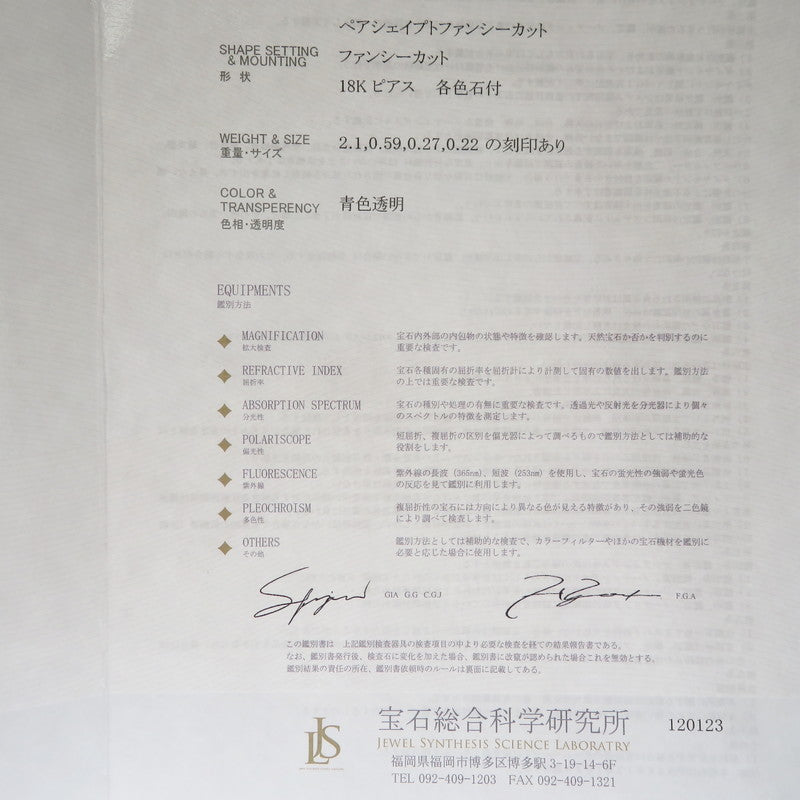 ペアシェイプトファンシーカット
SHAPE SETTING
& MOUNTING
形 状
ファンシーカット
18K ピアス 各色石付
WEIGHT & SIZE
重量・サイズ
2.1,0.59,0.27,0.22 の刻印あり
COLOR &
TRANSPERENCY
色相・透明度
青色透明
EQUIPMENTS
鑑別方法
MAGNIFICATION
拡大検査
宝石内外部の内包物の状態や特徴を確認します。天然宝石か否かを判別するのに
重要な検査です。
REFRACTIVE INDEX
屈折率
宝石各種固有の屈折率を屈折計により計測して固有の数値を出します。鑑別方法
の上では重要な検査です。
ABSORPTION SPECTRUM
分光性
宝石の種別や処理の有無に重要な検査です。透過光や反射光を分光器により個々
のスペクトルの特徴を測定します。
POLARISCOPE
偏光性
短屈折、複屈折の区別を偏光器によって調べるもので鑑別方法としては補助的な
役割をします。
FLUORESCENCE
紫外線
紫外線の長波（365nm）、短波（253nm）を使用し、宝石の蛍光性の強弱や蛍光色
の反応を見て鑑別に利用します。
PLEOCHROISM
多色性
複屈折性の宝石には方向により異なる色が見える特徴があり、その強弱を二色鏡
により調べて検査します。
OTHERS
その他
鑑別方法としては補助的な検査で、カラーフィルターやほかの宝石機材を鑑別に
必要と応じた場合に使用します。
GIA G.G C.G.J
F.G.A
この鑑別書は 上記鑑別検査器具の検査項目の中より必要な検査を経ての結果報告書である。
なお、鑑別書発行後、検査石に変化を加えた場合、鑑別書に改竄が認められた場合これを無効とする。
鑑別結果の責任の所在、鑑別書依頼時のルールは裏面に記載してある。
JLS
宝石総合科学研究所
120123
JEWEL SYNTHESIS SCIENCE LABORATRY
福岡県福岡市博多区博多駅 3-19-14-6F
TEL 092-409-1203 FAX 092-409-1321